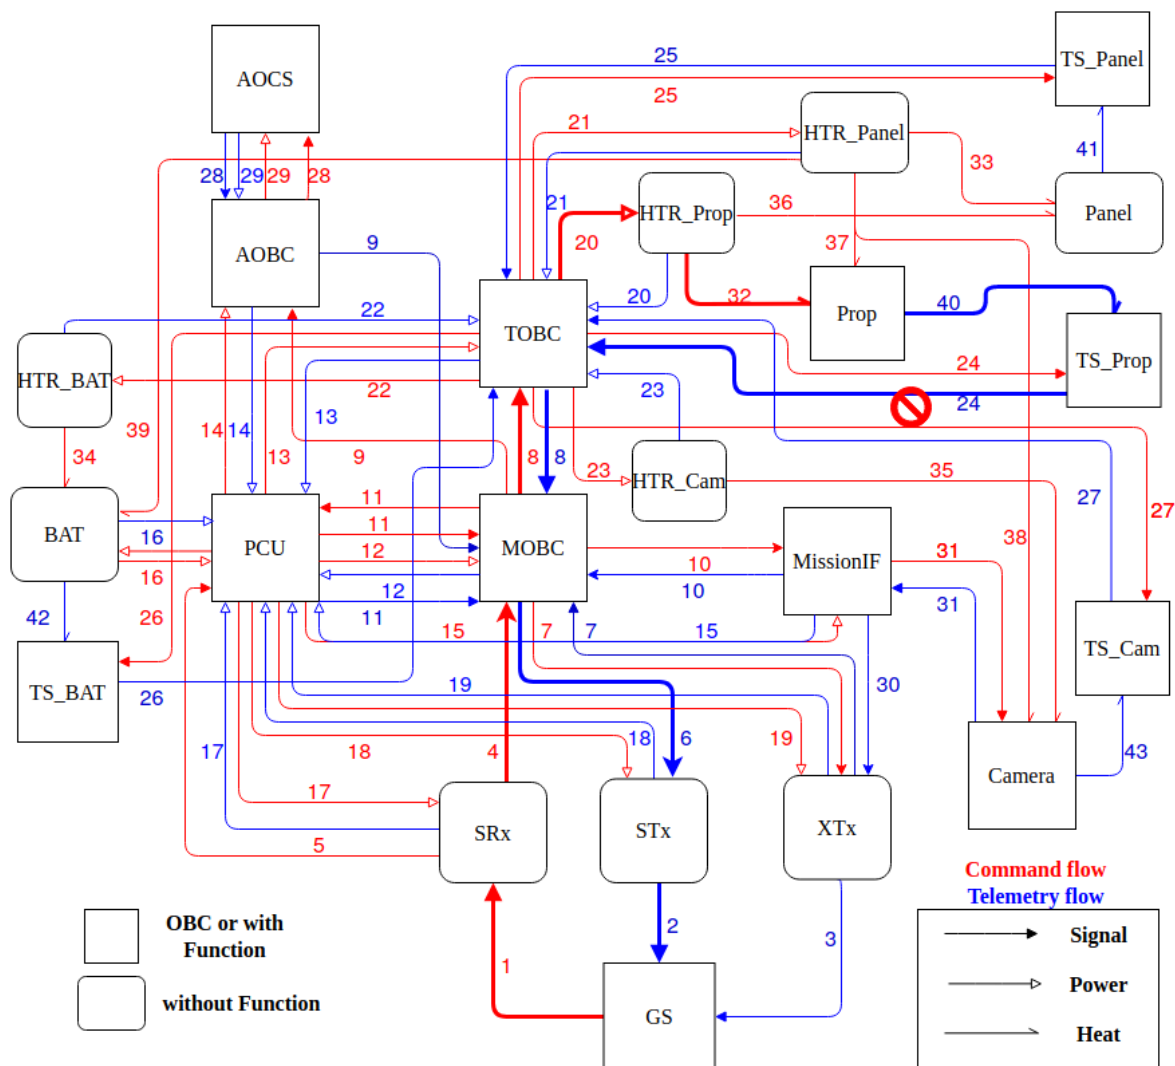 AOCS
25
TS_Panel
25
21
HTR_Panel
28
29
29
28
33
41
21
HTR_Prop
36
Panel
20
9
AOBC
37
20
32
Prop
40
22
TOBC
TS_Prop
HTR_BAT
24
22
23
24
39
14
14
13
13
9
8
8
34
23
HTR_Cam
35
27
27
11
BAT
16
PCU
11
MOBC
MissionIF
31
38
12
10
16
12
10
31
42
26
11
15
7
7
15
TS_Cam
TS_BAT
26
19
30
17
18
4
18
6
19
43
Camera
17
SRx
STx
XTx
5
Command flow
Telemetry flow
OBC or with
Function
2
3
Signal
1
Power
without Function
GS
Heat